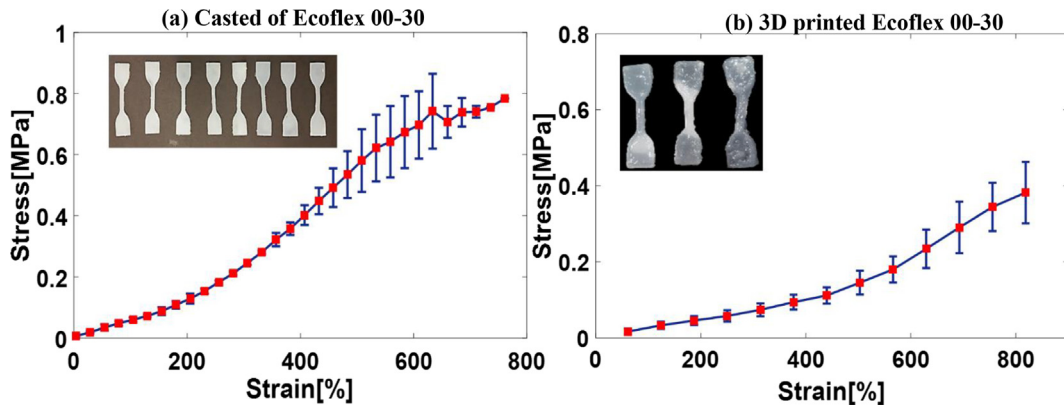 (a) Casted of Ecoflex 00-30
1
0.8
0.6
0.4
0.2
0
Stress[MPa]
0 200 400 600 800
Strain[%]
(b) 3D printed Ecoflex 00-30
0.8
0.6
0.4
0.2
0
Stress[MPa]
0 200 400 600 800
Strain[%]